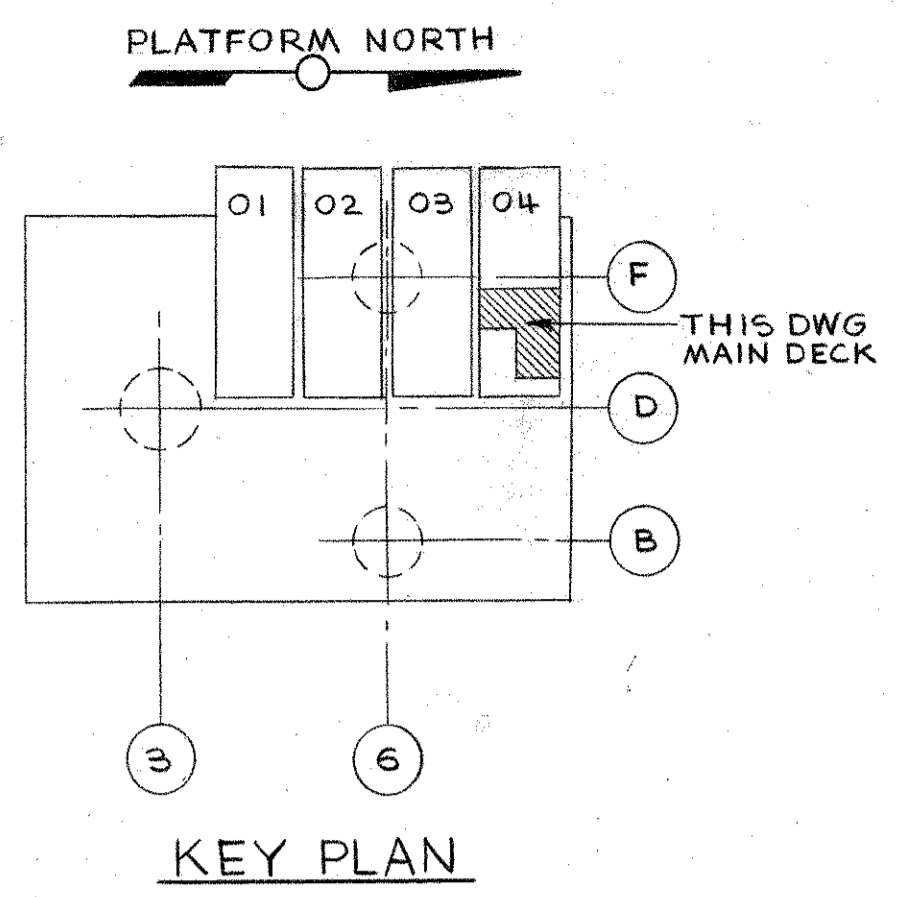 PLATFORM NORTH
01 02 03 04
F
THIS DWG
MAIN DECK
D
B
3 6
KEY PLAN